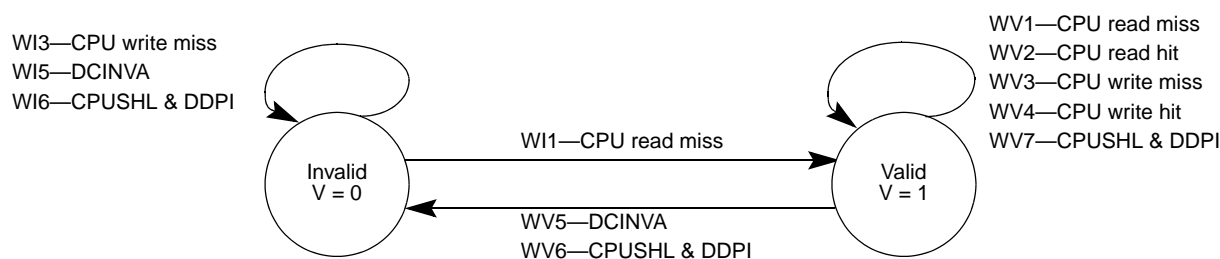 WI3—CPU write miss
WI5—DCINVA
WI6—CPUSHL & DDPI
WV1—CPU read miss
WV2—CPU read hit
WV3—CPU write miss
WV4—CPU write hit
WV7—CPUSHL & DDPI
WI1—CPU read miss
Invalid
V = 0
Valid
V = 1
WV5—DCINVA
WV6—CPUSHL & DDPI